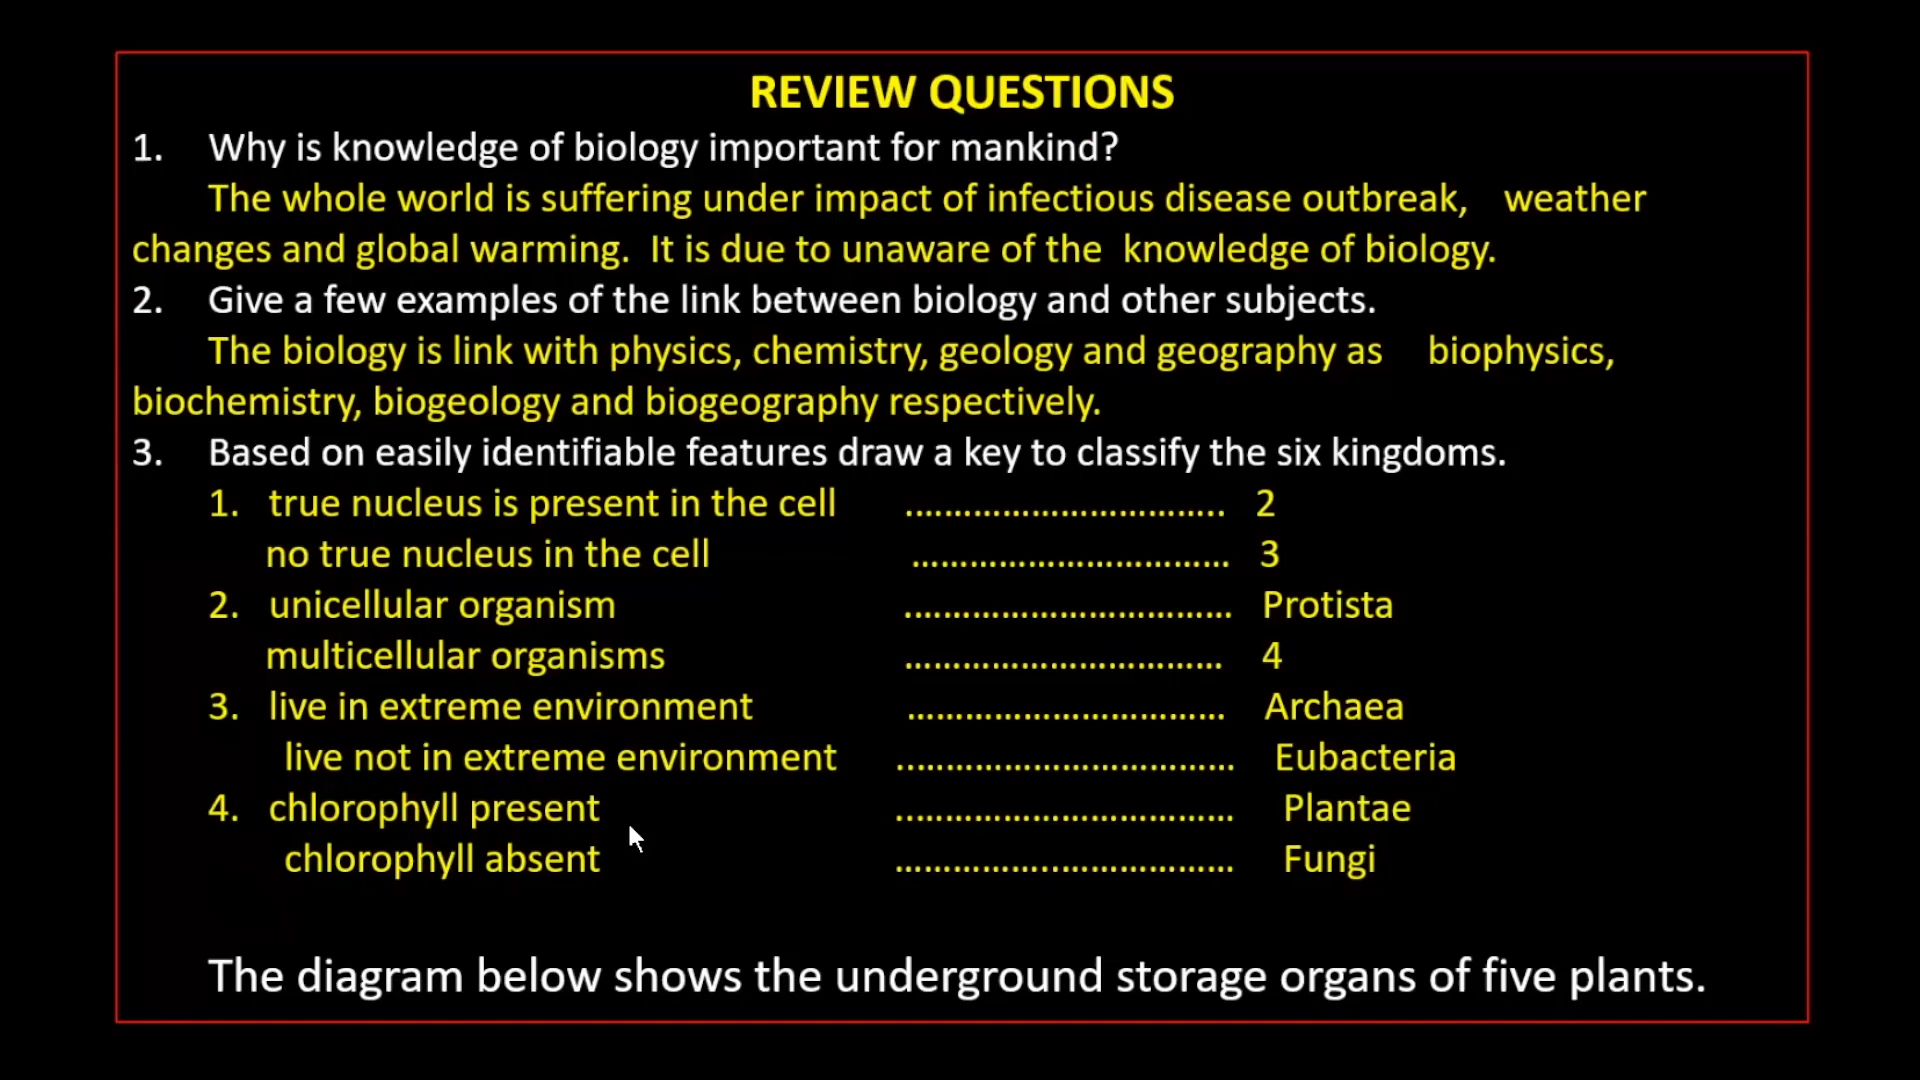 REVIEW QUESTIONS
1. Why is knowledge of biology important for mankind?
The whole world is suffering under impact of infectious disease outbreak, weather
changes and global warming. It is due to unaware of the knowledge of biology.
2. Give a few examples of the link between biology and other subjects.
The biology is link with physics, chemistry, geology and geography as biophysics,
biochemistry, biogeology and biogeography respectively.
3. Based on easily identifiable features draw a key to classify the six kingdoms.
1. true nucleus is present in the cell ................................. 2
no true nucleus in the cell ................................. 3
2. unicellular organism ................................. Protista
multicellular organisms ................................. 4
3. live in extreme environment ................................. Archaea
live not in extreme environment ................................. Eubacteria
4. chlorophyll present ................................. Plantae
chlorophyll absent ................................. Fungi
The diagram below shows the underground storage organs of five plants.